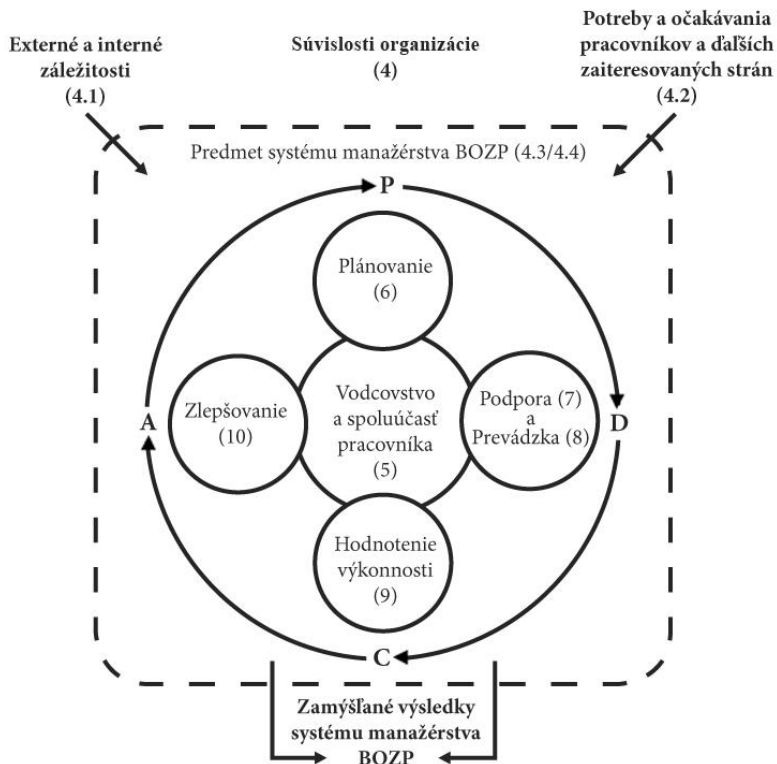 Externé a interné
záležitosti
(4.1)
Súvislosti organizácie
(4)
Potreby a očakávania
pracovníkov a ďaľších
zaiteresovaných strán
(4.2)
Predmet systému manažérstva BOZP (4.3/4.4)
P
Plánovanie
(6)
A
Zlepšovanie
(10)
Vodcovstvo
a spoluúčasť
pracovníka
(5)
Podpora (7)
a
Prevádzka (8)
D
Hodnotenie
výkonnosti
(9)
C
Zamýšľané výsledky
systému manažérstva
BOZP